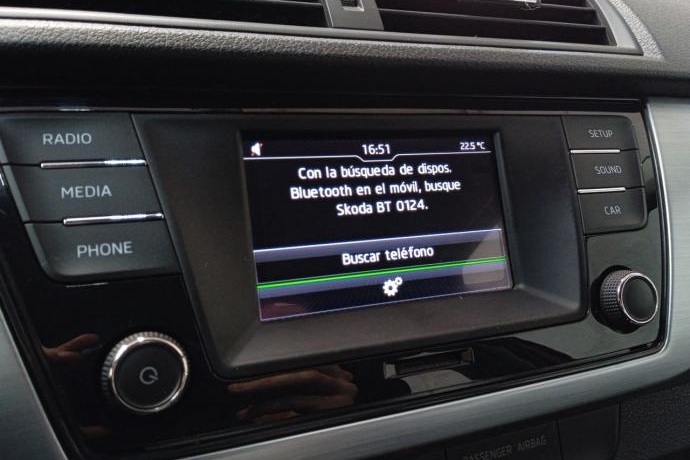 16:51
22.5 °C
RADIO
MEDIA
PHONE
Con la búsqueda de dispos.
Bluetooth en el móvil, busque
Skoda BT 0124.
Buscar teléfono
SETUP
SOUND
CAR
PASSENGER AIRBAG